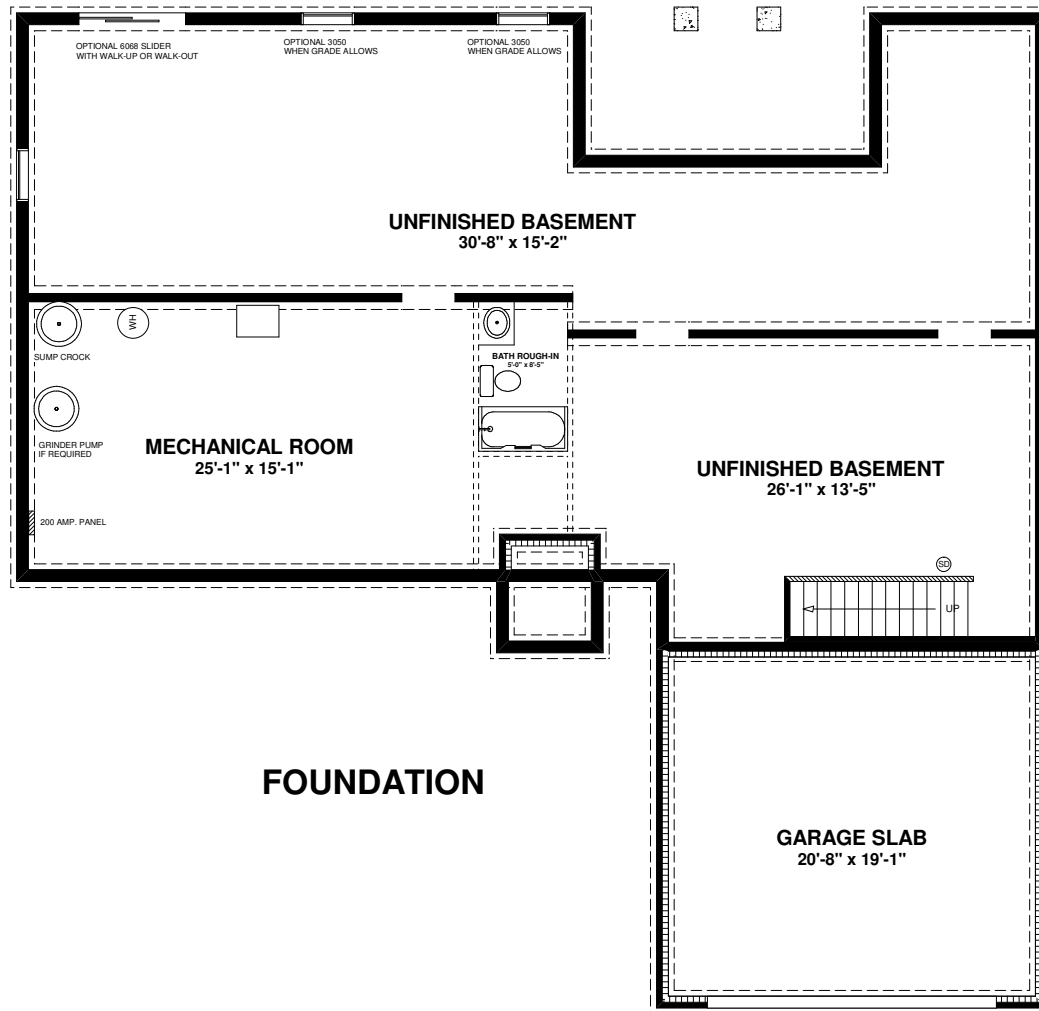 OPTIONAL 6068 SLIDER
WITH WALK-UP OR WALK-OUT
OPTIONAL 3050
WHEN GRADE ALLOWS
OPTIONAL 3050
WHEN GRADE ALLOWS
UNFINISHED BASEMENT
30'-8" x 15'-2"
WH
SUMP CROCK
BATH ROUGH-IN
5'-0" x 8'-5"
GRINDER PUMP
IF REQUIRED
MECHANICAL ROOM
25'-1" x 15'-1"
UNFINISHED BASEMENT
26'-1" x 13'-5"
200 AMP. PANEL
SD
UP
FOUNDATION
GARAGE SLAB
20'-8" x 19'-1"